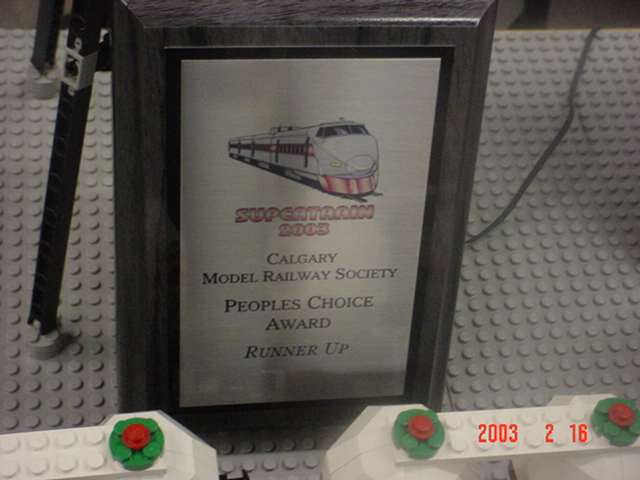 SUPERTRAIN
2003
CALGARY
MODEL RAILWAY SOCIETY
PEOPLES CHOICE
AWARD
RUNNER UP
2003 2 16